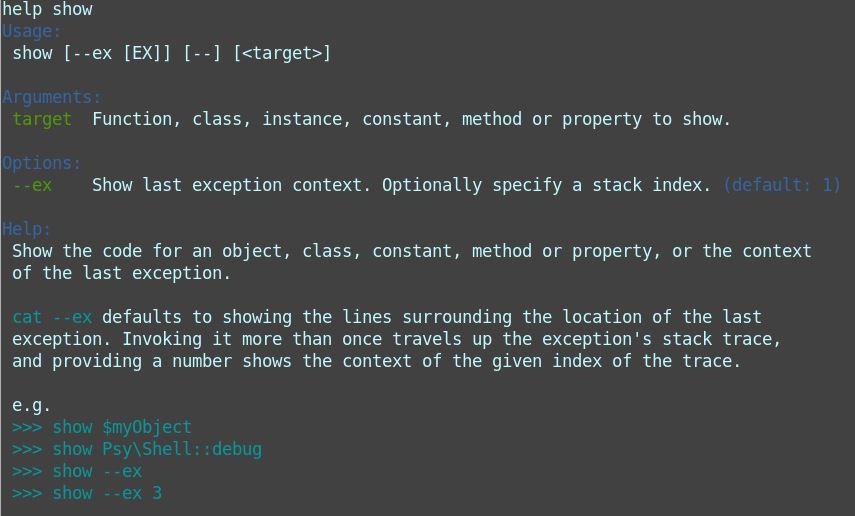 help show
Usage:
show [--ex [EX]] [--] [<target>]
Arguments:
target  Function, class, instance, constant, method or property to show.
Options:
--ex    Show last exception context. Optionally specify a stack index. (default: 1)
Help:
Show the code for an object, class, constant, method or property, or the context
of the last exception.
cat --ex defaults to showing the lines surrounding the location of the last
exception. Invoking it more than once travels up the exception's stack trace,
and providing a number shows the context of the given index of the trace.
e.g.
>>> show $myObject
>>> show Psy\Shell::debug
>>> show --ex
>>> show --ex 3